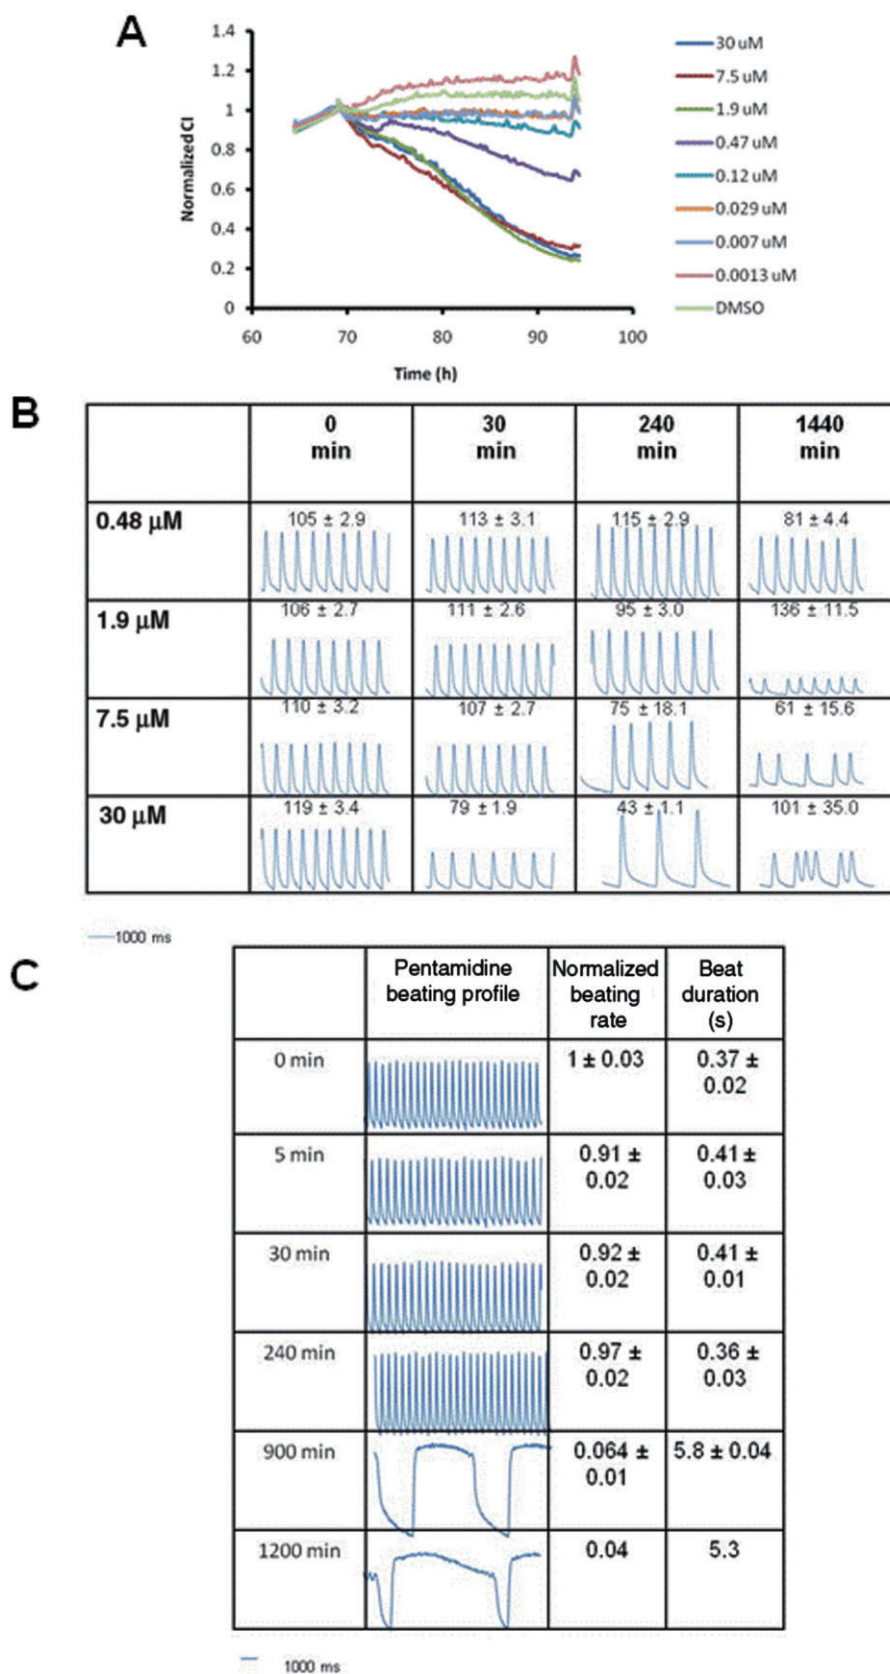 A
1.4
1.2
1
0.8
0.6
0.4
0.2
0
Normalized CI
60 70 80 90 100
Time (h)
30 uM
7.5 uM
1.9 uM
0.47 uM
0.12 uM
0.029 uM
0.007 uM
0.0013 uM
DMSO
B
0 30 240 1440
min min min min
0.48 µM 105 ± 2.9 113 ± 3.1 115 ± 2.9 81 ± 4.4
1.9 µM 106 ± 2.7 111 ± 2.6 95 ± 3.0 136 ± 11.5
7.5 µM 110 ± 3.2 107 ± 2.7 75 ± 18.1 61 ± 15.6
30 µM 119 ± 3.4 79 ± 1.9 43 ± 1.1 101 ± 35.0
1000 ms
C
Pentamidine Normalized Beat
beating profile beating duration
rate (s)
0 min 1 ± 0.03 0.37 ±
0.02
5 min 0.91 ± 0.41 ±
0.02 0.03
30 min 0.92 ± 0.41 ±
0.02 0.01
240 min 0.97 ± 0.36 ±
0.02 0.03
900 min 0.064 ± 5.8 ± 0.04
0.01
1200 min 0.04 5.3
1000 ms